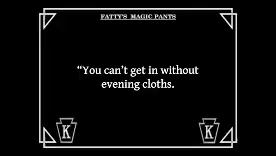 FATTY'S MAGIC PANTS
“You can’t get in without
evening cloths.
K
K